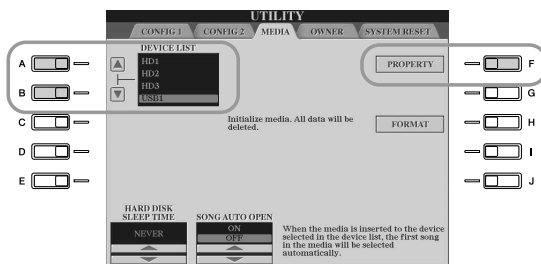 UTILITY
CONFIG 1 CONFIG 2 MEDIA OWNER SYSTEM RESET
DEVICE LIST
HD1
HD2
HD3
USB1
PROPERTY
A
B
C
D
E
F
G
H
I
J
Initialize media. All data will be
deleted.
FORMAT
HARD DISK
SLEEP TIME
NEVER
SONG AUTO OPEN
ON
OFF
When the media is inserted to the device
selected in the device list, the first song
in the media will be selected
automatically.